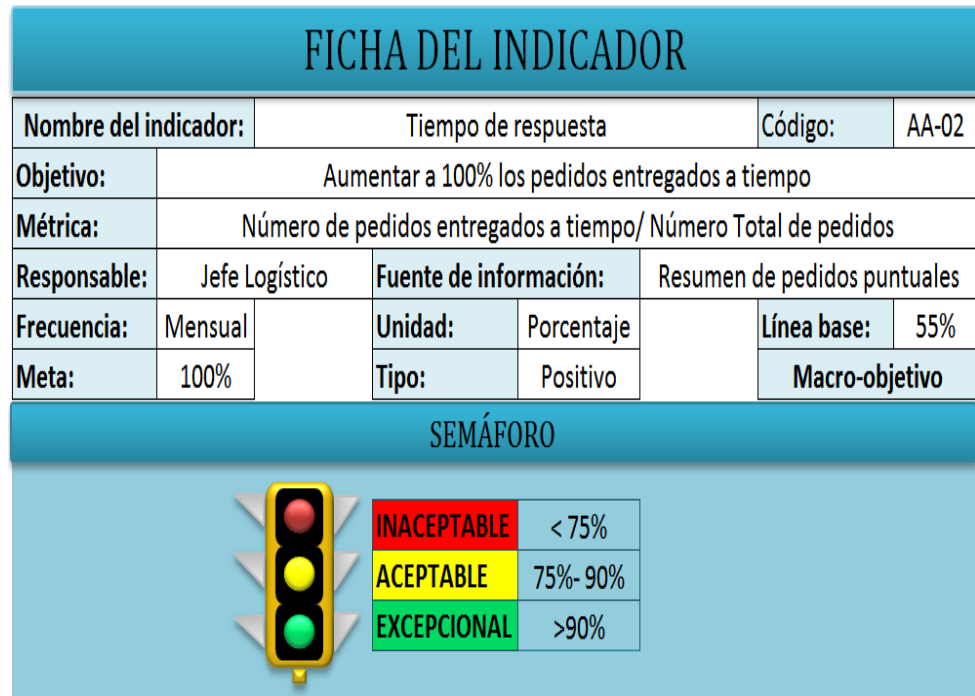 FICHA DEL INDICADOR
Nombre del indicador: Tiempo de respuesta Código: AA-02
Objetivo: Aumentar a 100% los pedidos entregados a tiempo
Métrica: Número de pedidos entregados a tiempo/ Número Total de pedidos
Responsable: Jefe Logístico Fuente de información: Resumen de pedidos puntuales
Frecuencia: Mensual Unidad: Porcentaje Línea base: 55%
Meta: 100% Tipo: Positivo Macro-objetivo
SEMÁFORO
INACEPTABLE < 75%
ACEPTABLE 75%- 90%
EXCEPCIONAL >90%